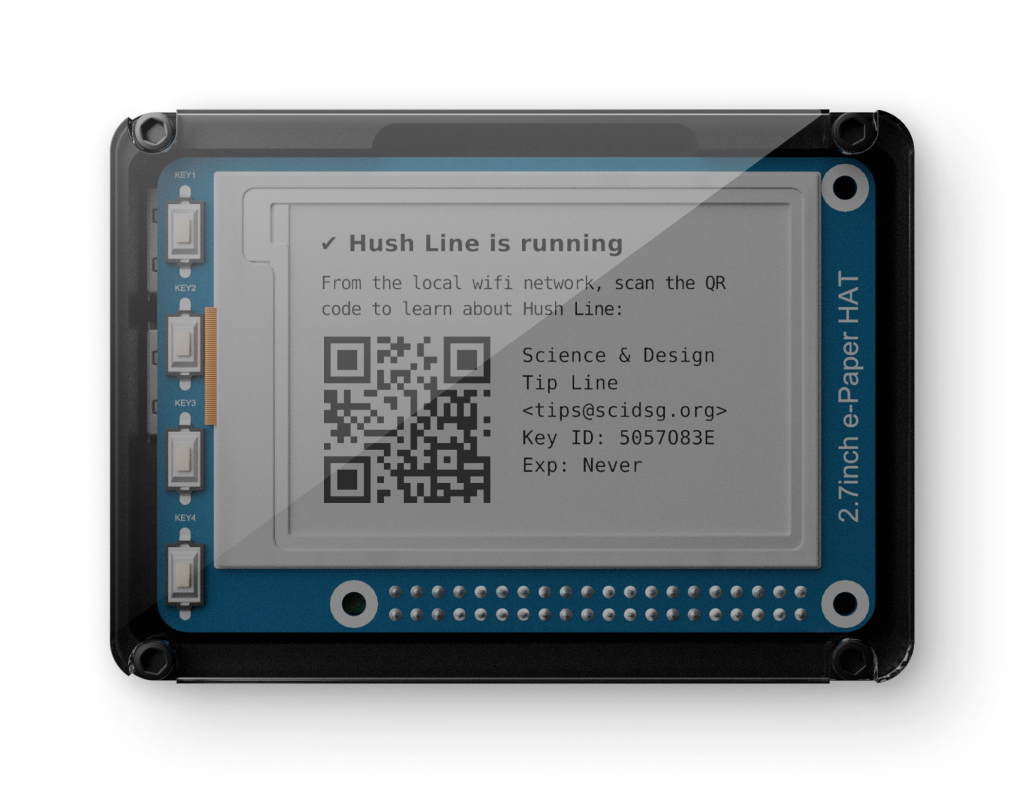 KEY1
KEY2
KEY3
KEY4
✔ Hush Line is running
From the local wifi network, scan the QR
code to learn about Hush Line:
Science & Design
Tip Line
<tips@scidsg.org>
Key ID: 5057083E
Exp: Never
2.7inch e-Paper HAT